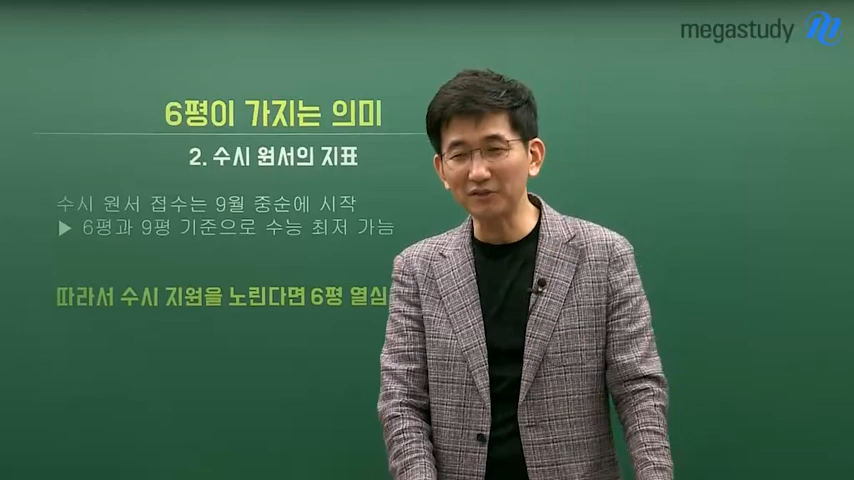 megastudy
6평이 가지는 의미
2. 수시 원서의 지표
수시 원서 접수는 9월 중순에 시작
▶ 6평과 9평 기준으로 수능 최저 가늠
따라서 수시 지원을 노린다면 6평 열심